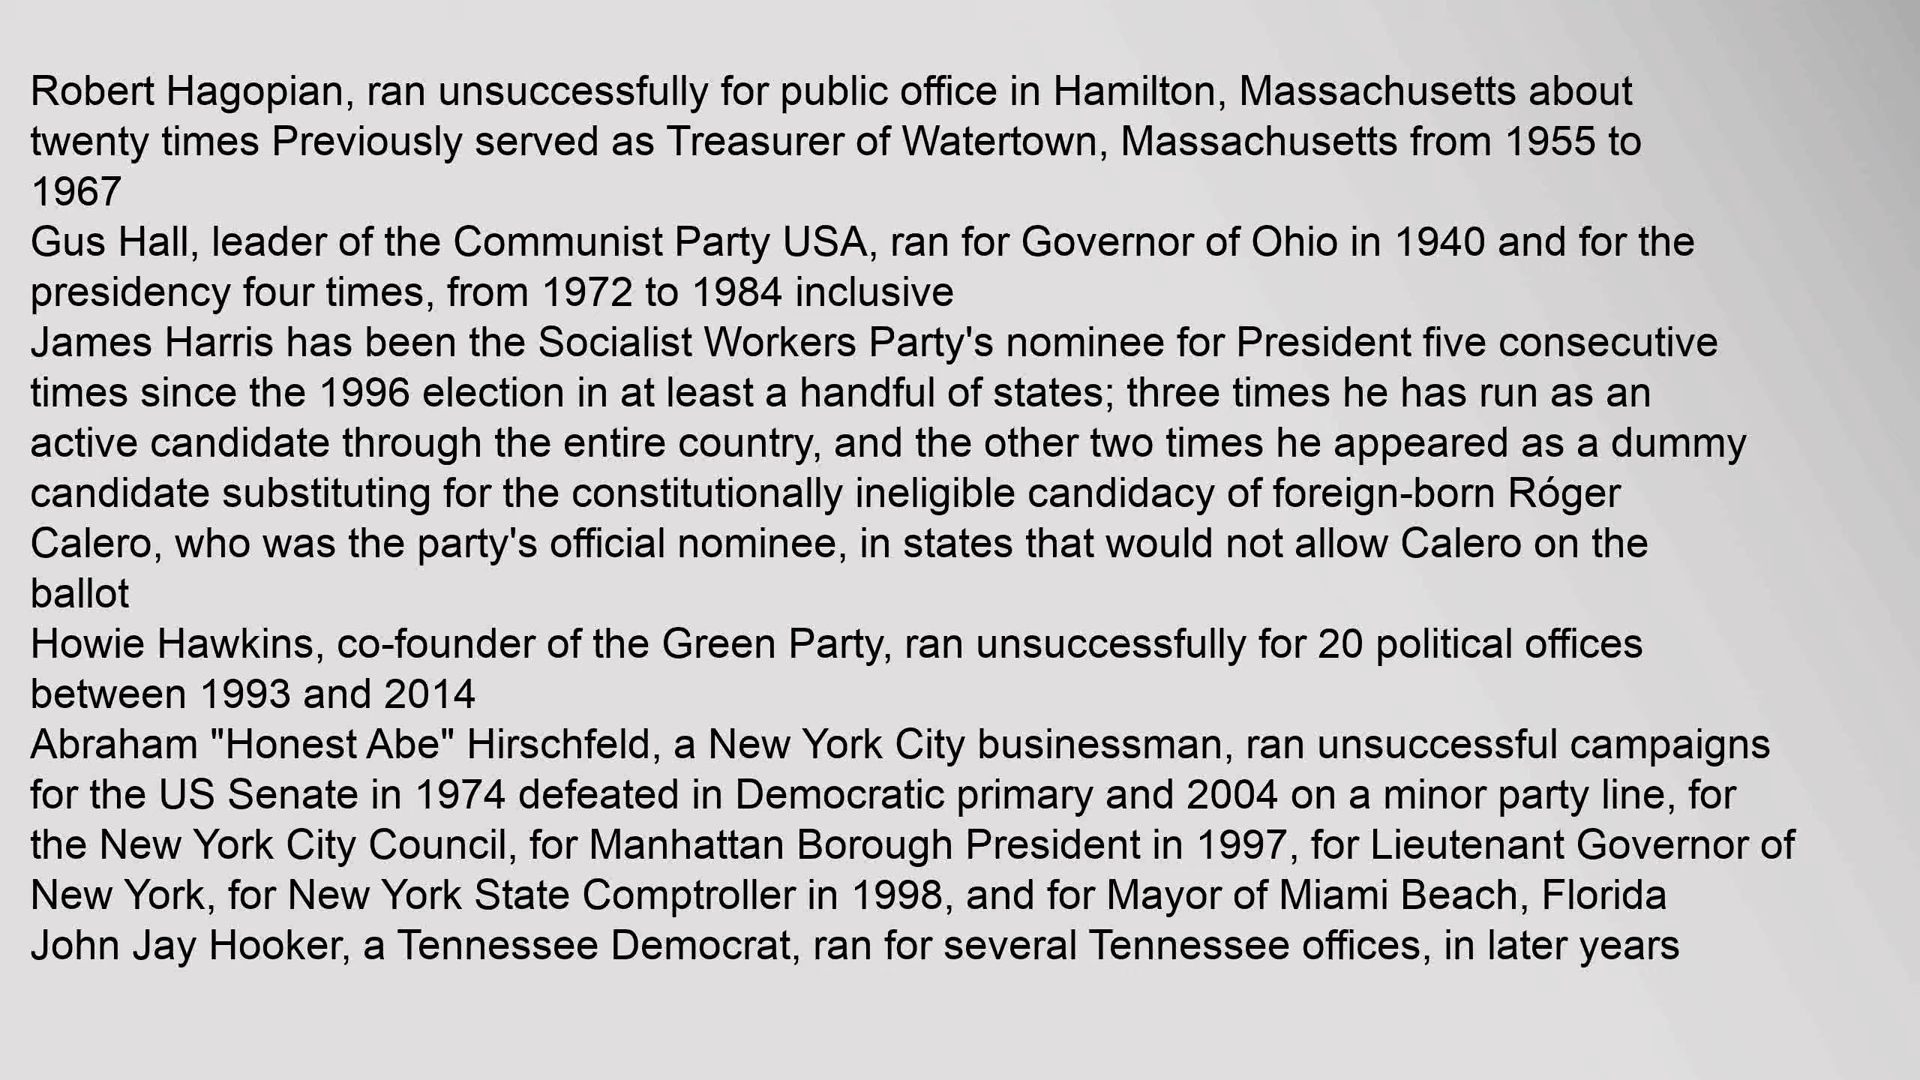 Robert Hagopian, ran unsuccessfully for public office in Hamilton, Massachusetts about
twenty times Previously served as Treasurer of Watertown, Massachusetts from 1955 to
1967
Gus Hall, leader of the Communist Party USA, ran for Governor of Ohio in 1940 and for the
presidency four times, from 1972 to 1984 inclusive
James Harris has been the Socialist Workers Party's nominee for President five consecutive
times since the 1996 election in at least a handful of states; three times he has run as an
active candidate through the entire country, and the other two times he appeared as a dummy
candidate substituting for the constitutionally ineligible candidacy of foreign-born Róger
Calero, who was the party's official nominee, in states that would not allow Calero on the
ballot
Howie Hawkins, co-founder of the Green Party, ran unsuccessfully for 20 political offices
between 1993 and 2014
Abraham "Honest Abe" Hirschfeld, a New York City businessman, ran unsuccessful campaigns
for the US Senate in 1974 defeated in Democratic primary and 2004 on a minor party line, for
the New York City Council, for Manhattan Borough President in 1997, for Lieutenant Governor of
New York, for New York State Comptroller in 1998, and for Mayor of Miami Beach, Florida
John Jay Hooker, a Tennessee Democrat, ran for several Tennessee offices, in later years